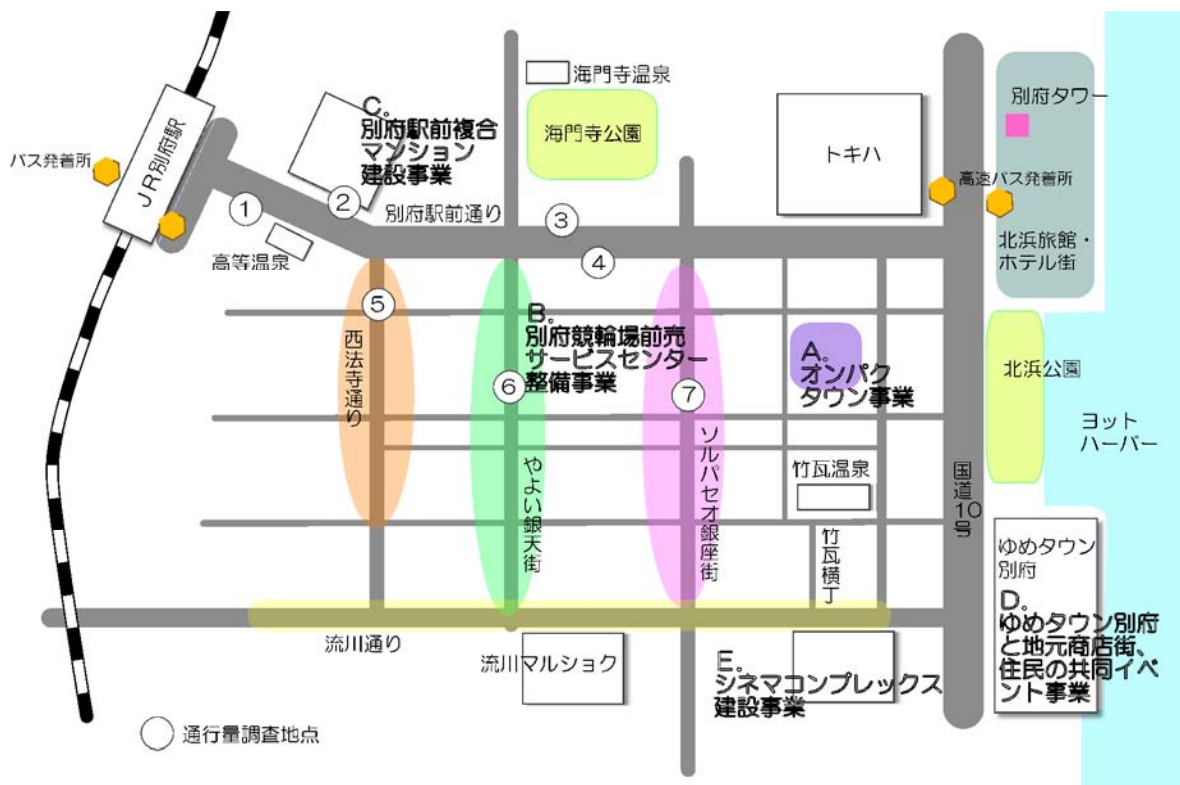 バス発着所
JR別府駅
①
高等温泉
C.
別府駅前複合
マンション
建設事業
②
別府駅前通り
海門寺温泉
海門寺公園
③
④
トキハ
高速バス発着所
別府タワー
北浜旅館・
ホテル街
⑤
西法寺通り
B.
別府競輪場前売
サービスセンター
整備事業
⑥
やよい銀天街
⑦
ソルパセオ銀座街
A.
オンパク
タウン事業
竹瓦温泉
竹瓦横丁
国道10号
北浜公園
ヨット
ハーバー
ゆめタウン
別府
D.
ゆめタウン別府
と地元商店街、
住民の共同イベ
ント事業
流川通り
流川マルショク
E.
シネマコンプレックス
建設事業
通行量調査地点